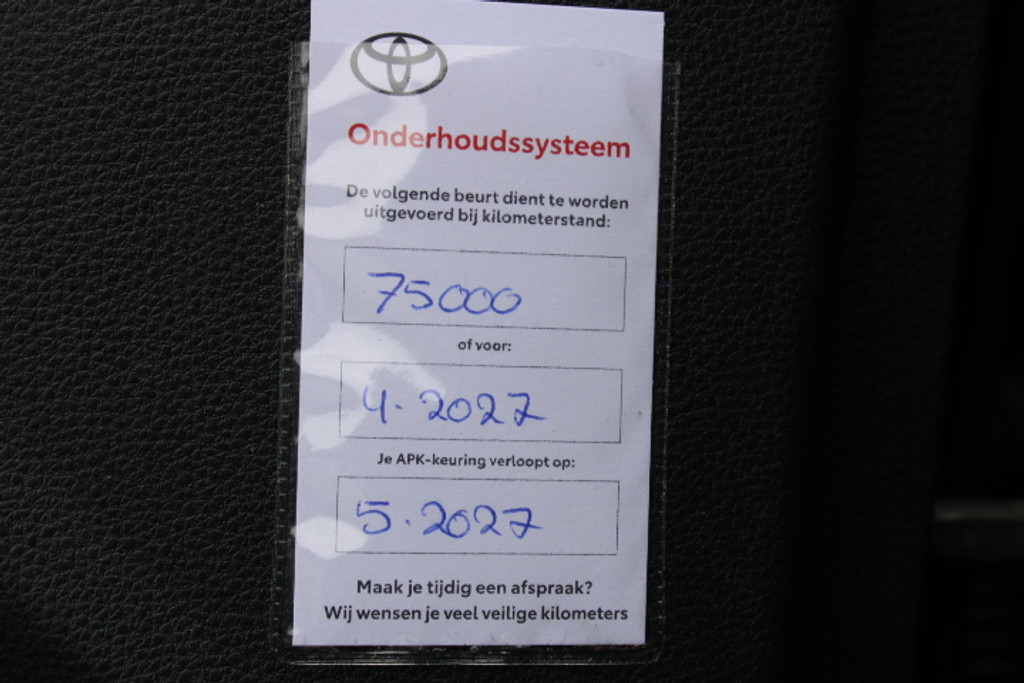 Onderhoudssysteem
De volgende beurt dient te worden
uitgevoerd bij kilometerstand:
75000
of voor:
4. 2027
Je APK-keuring verloopt op:
5. 2027
Maak je tijdig een afspraak?
Wij wensen je veel veilige kilometers